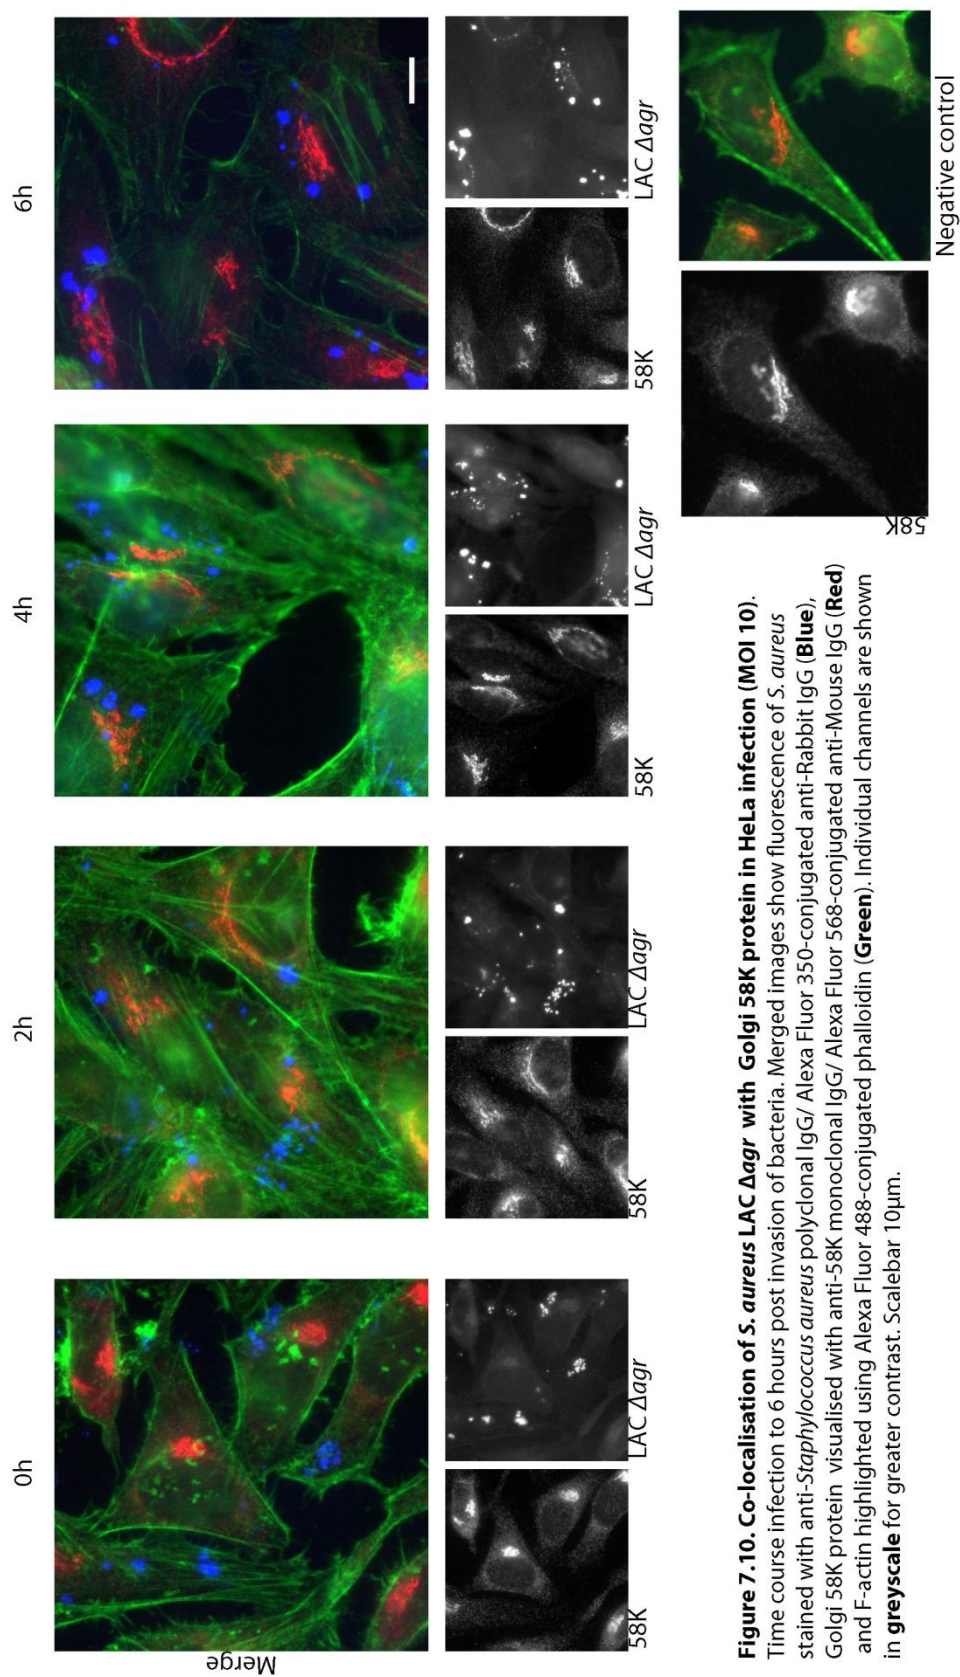 0h
2h
4h
6h
Merge
58K
LAC Δagr
58K
LAC Δagr
58K
LAC Δagr
58K
LAC Δagr
58K
Negative control
Figure 7.10. Co-localisation of S. aureus LAC Δagr with Golgi 58K protein in HeLa infection (MOI 10).
Time course infection to 6 hours post invasion of bacteria. Merged images show fluorescence of S. aureus
stained with anti-Staphylococcus aureus polyclonal IgG/ Alexa Fluor 350-conjugated anti-Rabbit IgG (Blue),
Golgi 58K protein visualised with anti-58K monoclonal IgG/ Alexa Fluor 568-conjugated anti-Mouse IgG (Red)
and F-actin highlighted using Alexa Fluor 488-conjugated phalloidin (Green). Individual channels are shown
in greyscale for greater contrast. Scalebar 10µm.